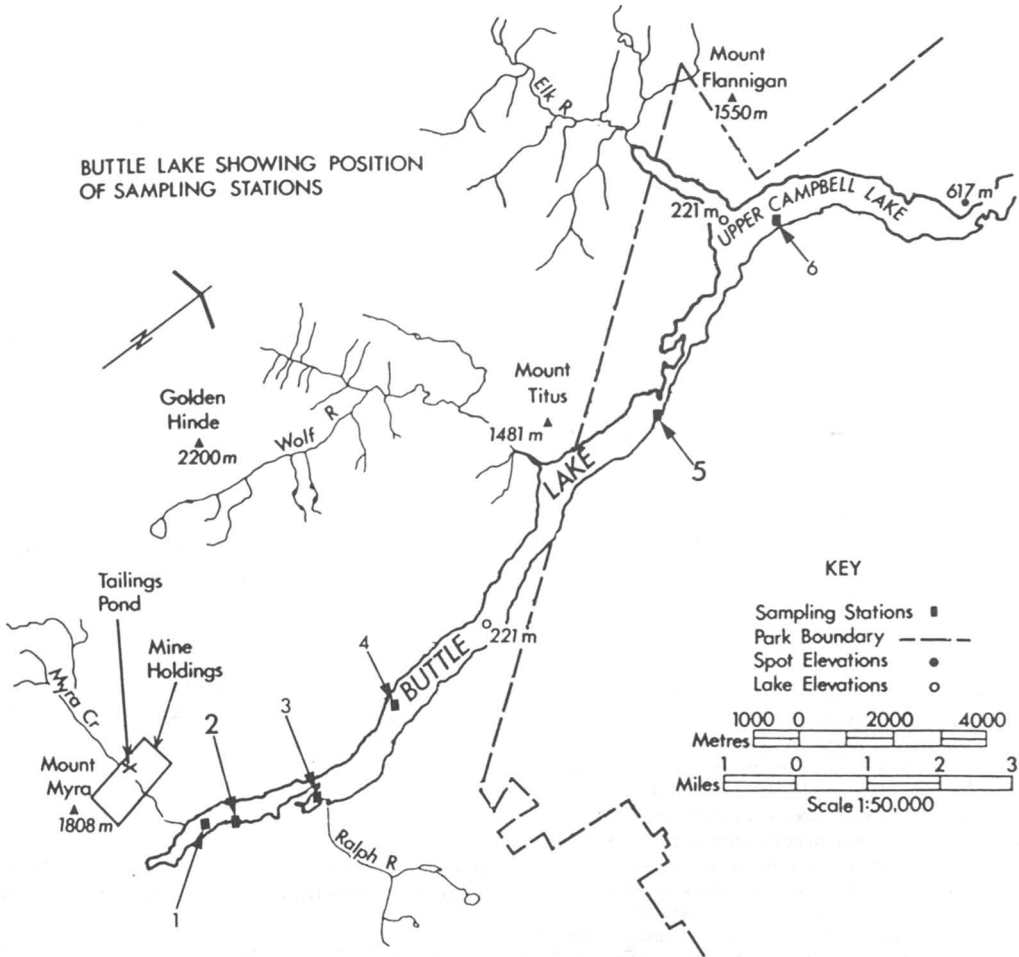 Mount
Flannigan
1550 m
Elk R
BUTTLE LAKE SHOWING POSITION
OF SAMPLING STATIONS
617 m
221 m
UPPER CAMPBELL LAKE
6
N
Mount
Titus
1481 m
Golden
Hinde
2200 m
Wolf R
LAKE
5
Tailings
Pond
Mine
Holdings
221 m
4
BUTTLE
Myra Cr
2
3
Mount
Myra
1808 m
Ralph R
1
KEY
Sampling Stations
Park Boundary
Spot Elevations
Lake Elevations
1000 0 2000 4000
Metres
1 0 1 2 3
Miles
Scale 1:50,000